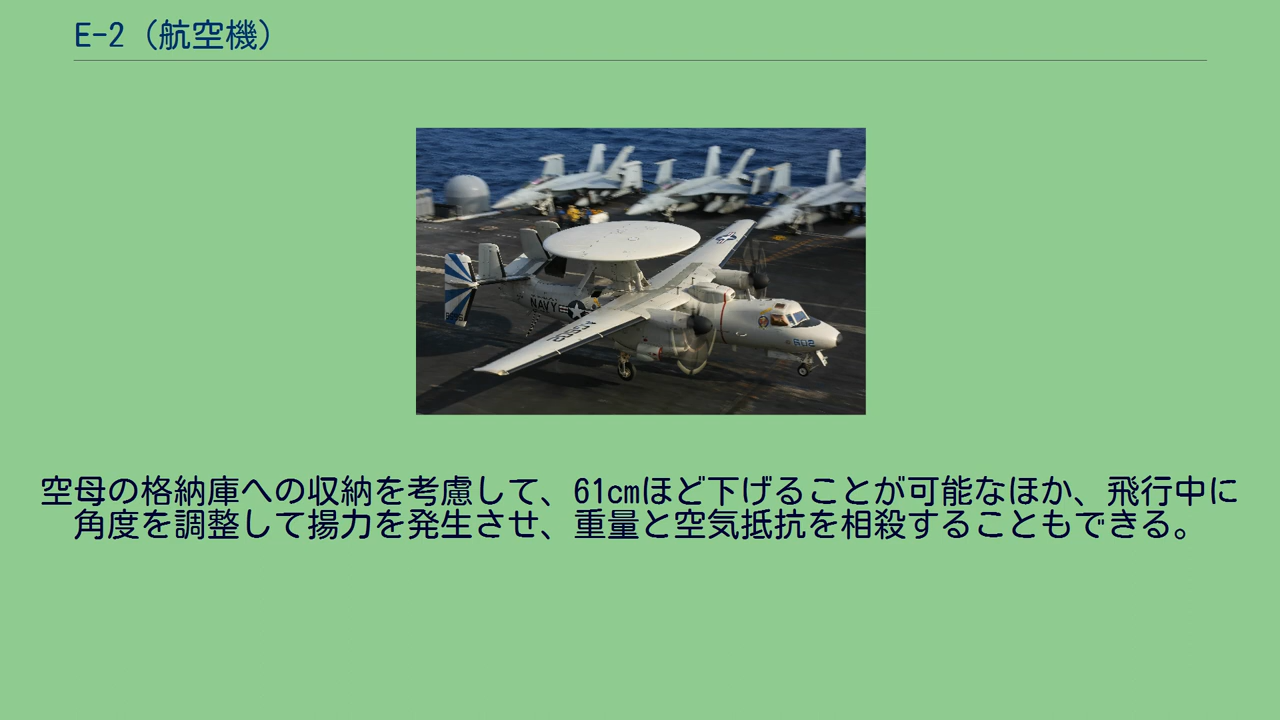 E-2（航空機）
NAVY
602
空母の格納庫への収納を考慮して、61cmほど下げることが可能なほか、飛行中に
角度を調整して揚力を発生させ、重量と空気抵抗を相殺することもできる。